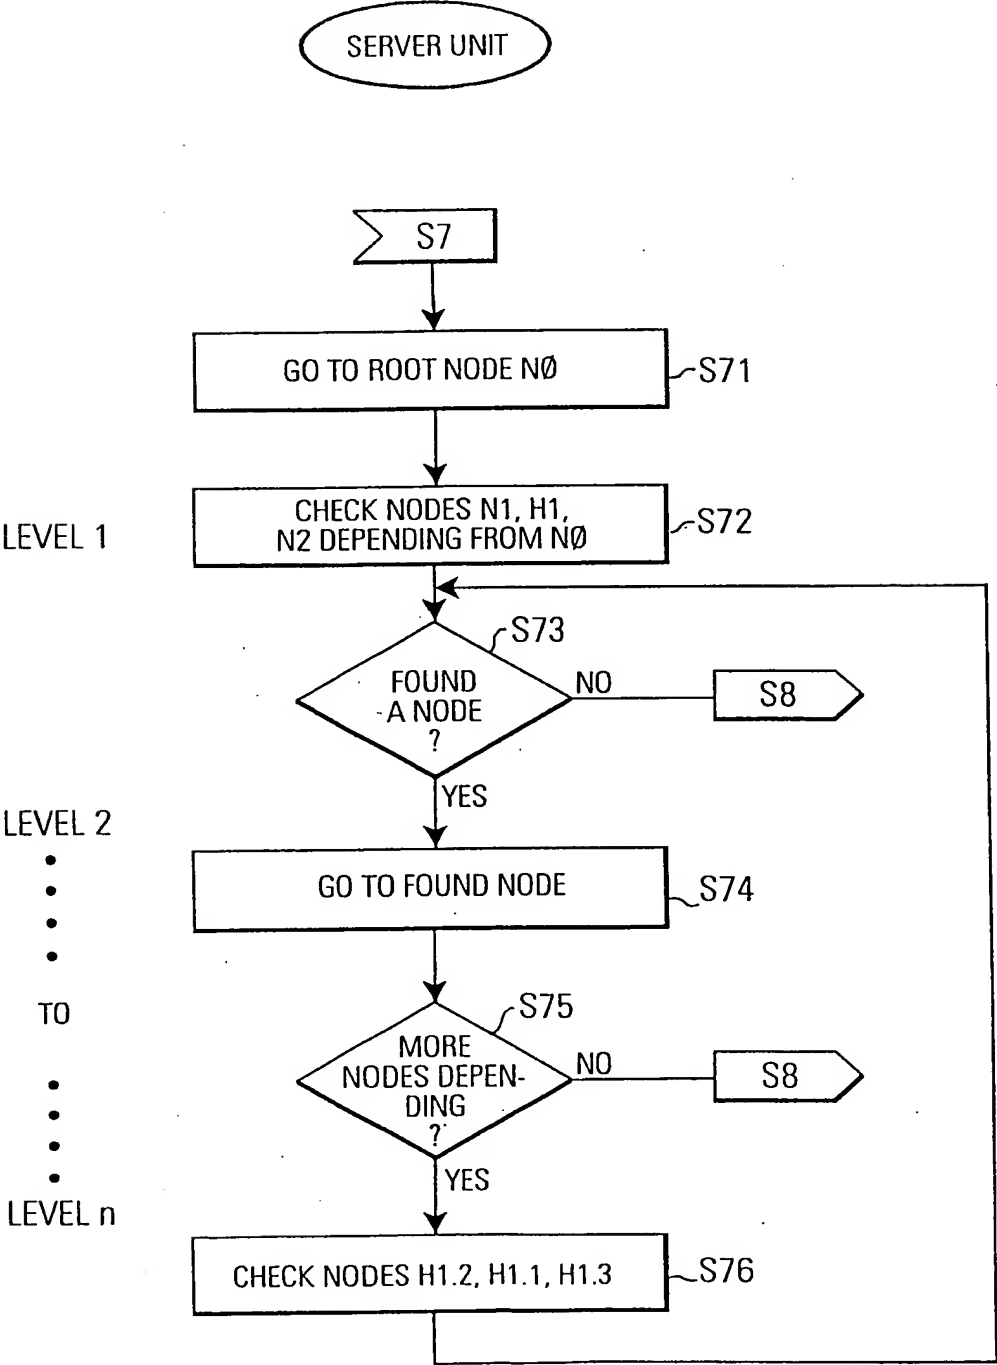 SERVER UNIT
S7
GO TO ROOT NODE NØ
S71
LEVEL 1
CHECK NODES N1, H1,
N2 DEPENDING FROM NØ
S72
S73
FOUND
A NODE
?
NO
S8
YES
LEVEL 2
GO TO FOUND NODE
S74
TO
S75
MORE
NODES DEPEN-
DING
?
NO
S8
YES
LEVEL n
CHECK NODES H1.2, H1.1, H1.3
S76